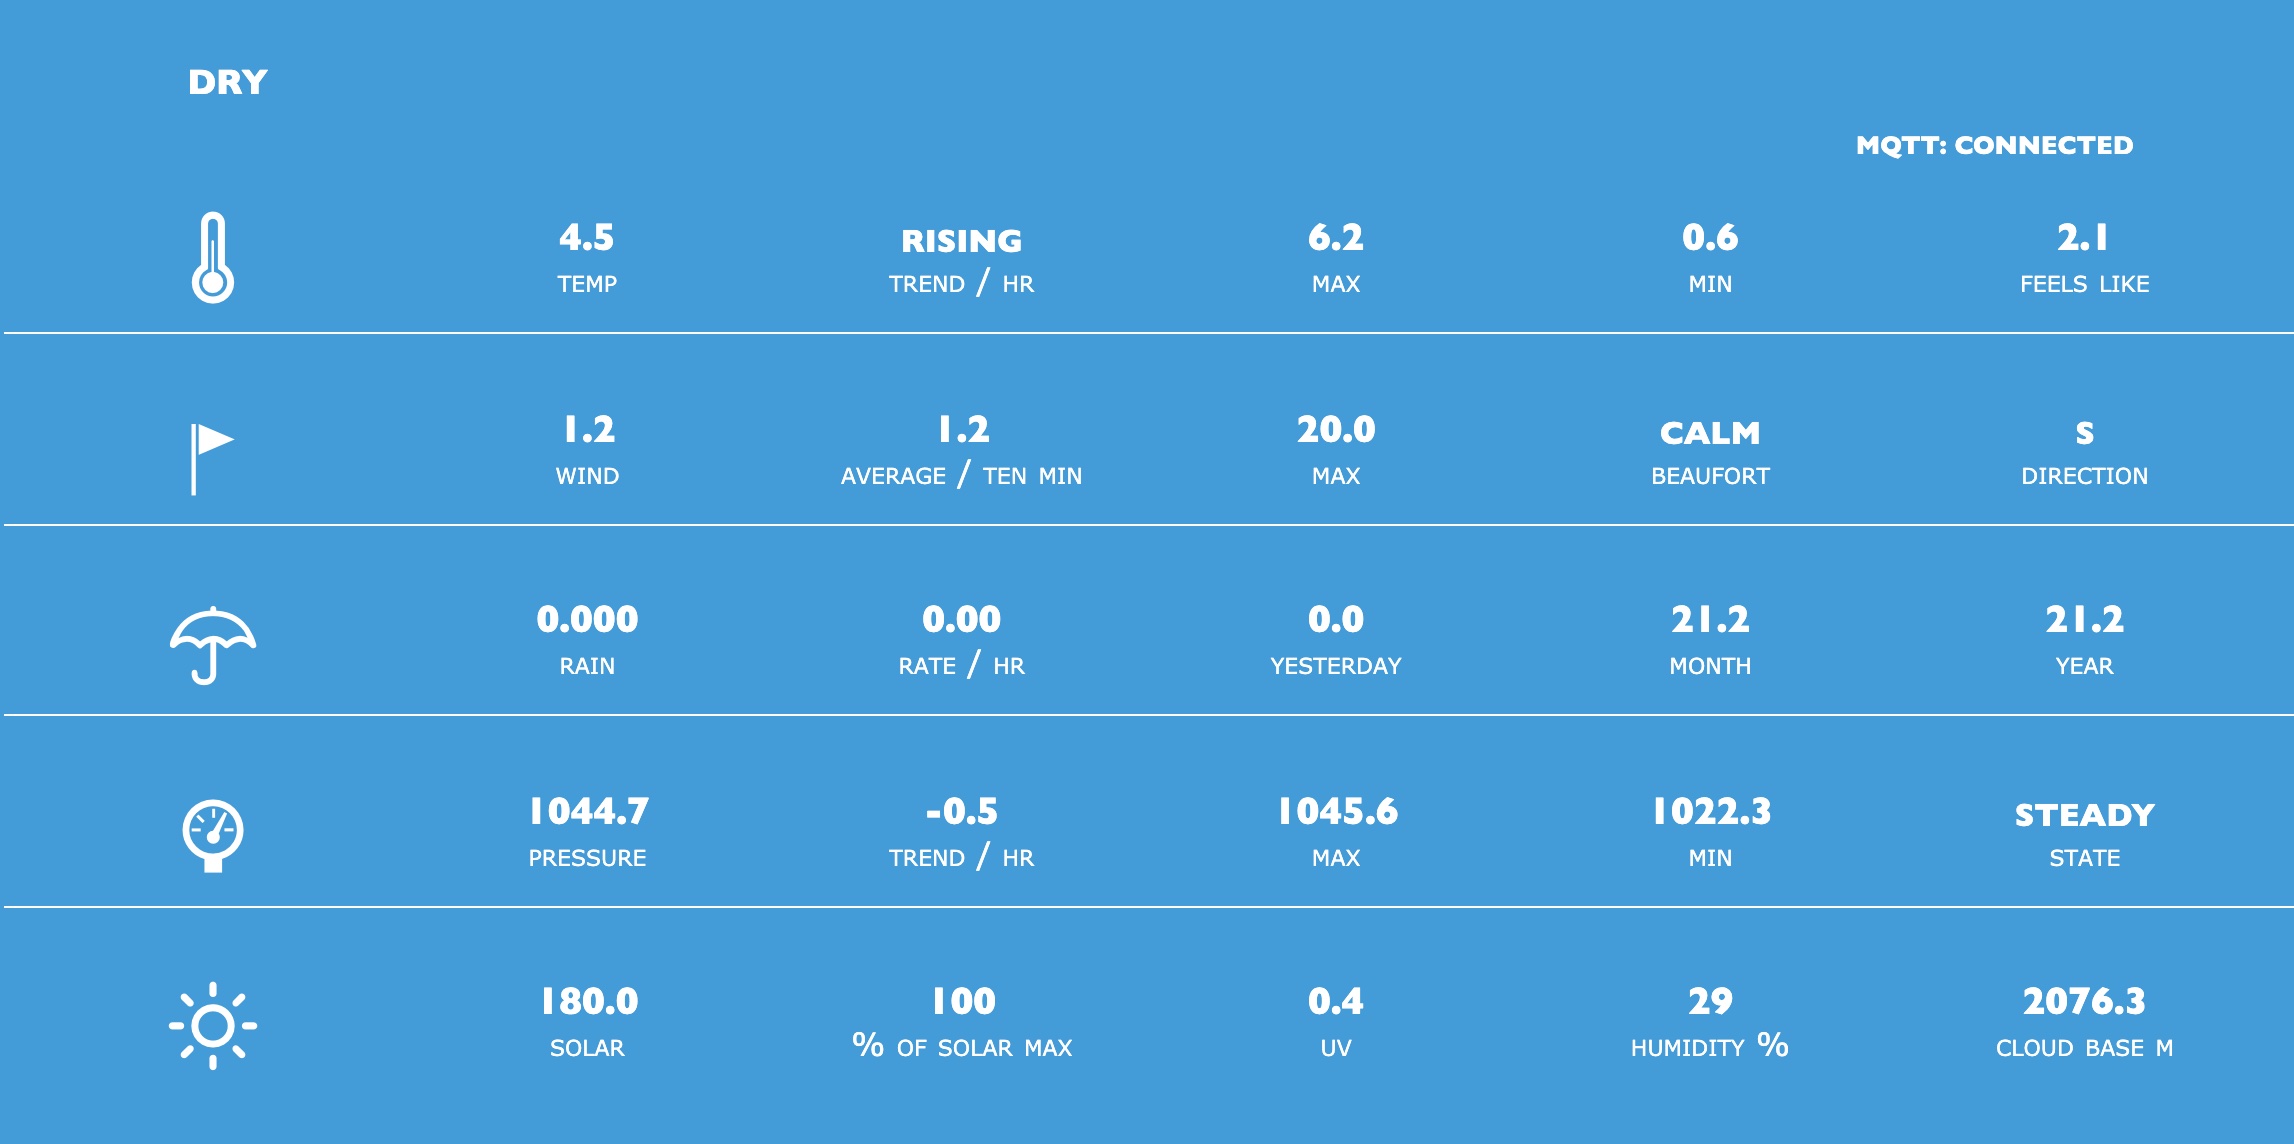 DRY
MQTT: CONNECTED
4.5 RISING 6.2 0.6 2.1
TEMP TREND / HR MAX MIN FEELS LIKE
1.2 1.2 20.0 CALM S
WIND AVERAGE / TEN MIN MAX BEAUFORT DIRECTION
0.000 0.00 0.0 21.2 21.2
RAIN RATE / HR YESTERDAY MONTH YEAR
1044.7 -0.5 1045.6 1022.3 STEADY
PRESSURE TREND / HR MAX MIN STATE
180.0 100 0.4 29 2076.3
SOLAR % OF SOLAR MAX UV HUMIDITY % CLOUD BASE M